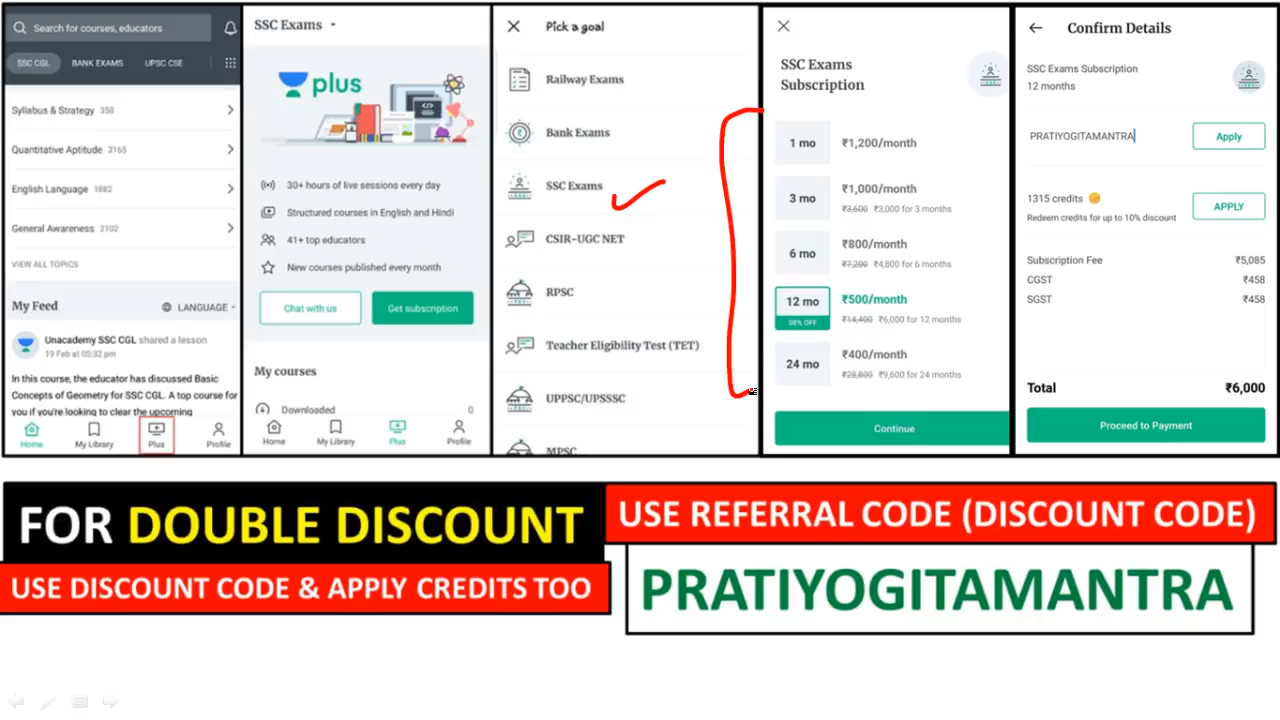 Search for courses, educators
SSC CGL BANK EXAMS UPSC CSE
Syllabus & Strategy 358
Quantitative Aptitude 3165
English Language 1882
General Awareness 2102
VIEW ALL TOPICS
My Feed LANGUAGE
Unacademy SSC CGL shared a lesson
19 Feb at 05:32 pm
In this course, the educator has discussed Basic
Concepts of Geometry for SSC CGL. A top course for
you if you're looking to clear the upcoming
Home My Library Plus Profile
SSC Exams
plus
30+ hours of live sessions every day
Structured courses in English and Hindi
41+ top educators
New courses published every month
Chat with us Get subscription
My courses
Downloaded 0
Home My Library Plus Profile
Pick a goal
Railway Exams
Bank Exams
SSC Exams
CSIR-UGC NET
RPSC
Teacher Eligibility Test (TET)
UPPSC/UPSSSC
MPSC
SSC Exams
Subscription
1 mo ₹1,200/month
3 mo ₹1,000/month
₹3,600 ₹3,000 for 3 months
6 mo ₹800/month
₹7,200 ₹4,800 for 6 months
12 mo ₹500/month
58% OFF ₹14,400 ₹6,000 for 12 months
24 mo ₹400/month
₹28,800 ₹9,600 for 24 months
Continue
Confirm Details
SSC Exams Subscription
12 months
PRATIYOGITAMANTRA Apply
1315 credits APPLY
Redeem credits for up to 10% discount
Subscription Fee ₹5,085
CGST ₹458
SGST ₹458
Total ₹6,000
Proceed to Payment
FOR DOUBLE DISCOUNT
USE DISCOUNT CODE & APPLY CREDITS TOO
USE REFERRAL CODE (DISCOUNT CODE)
PRATIYOGITAMANTRA